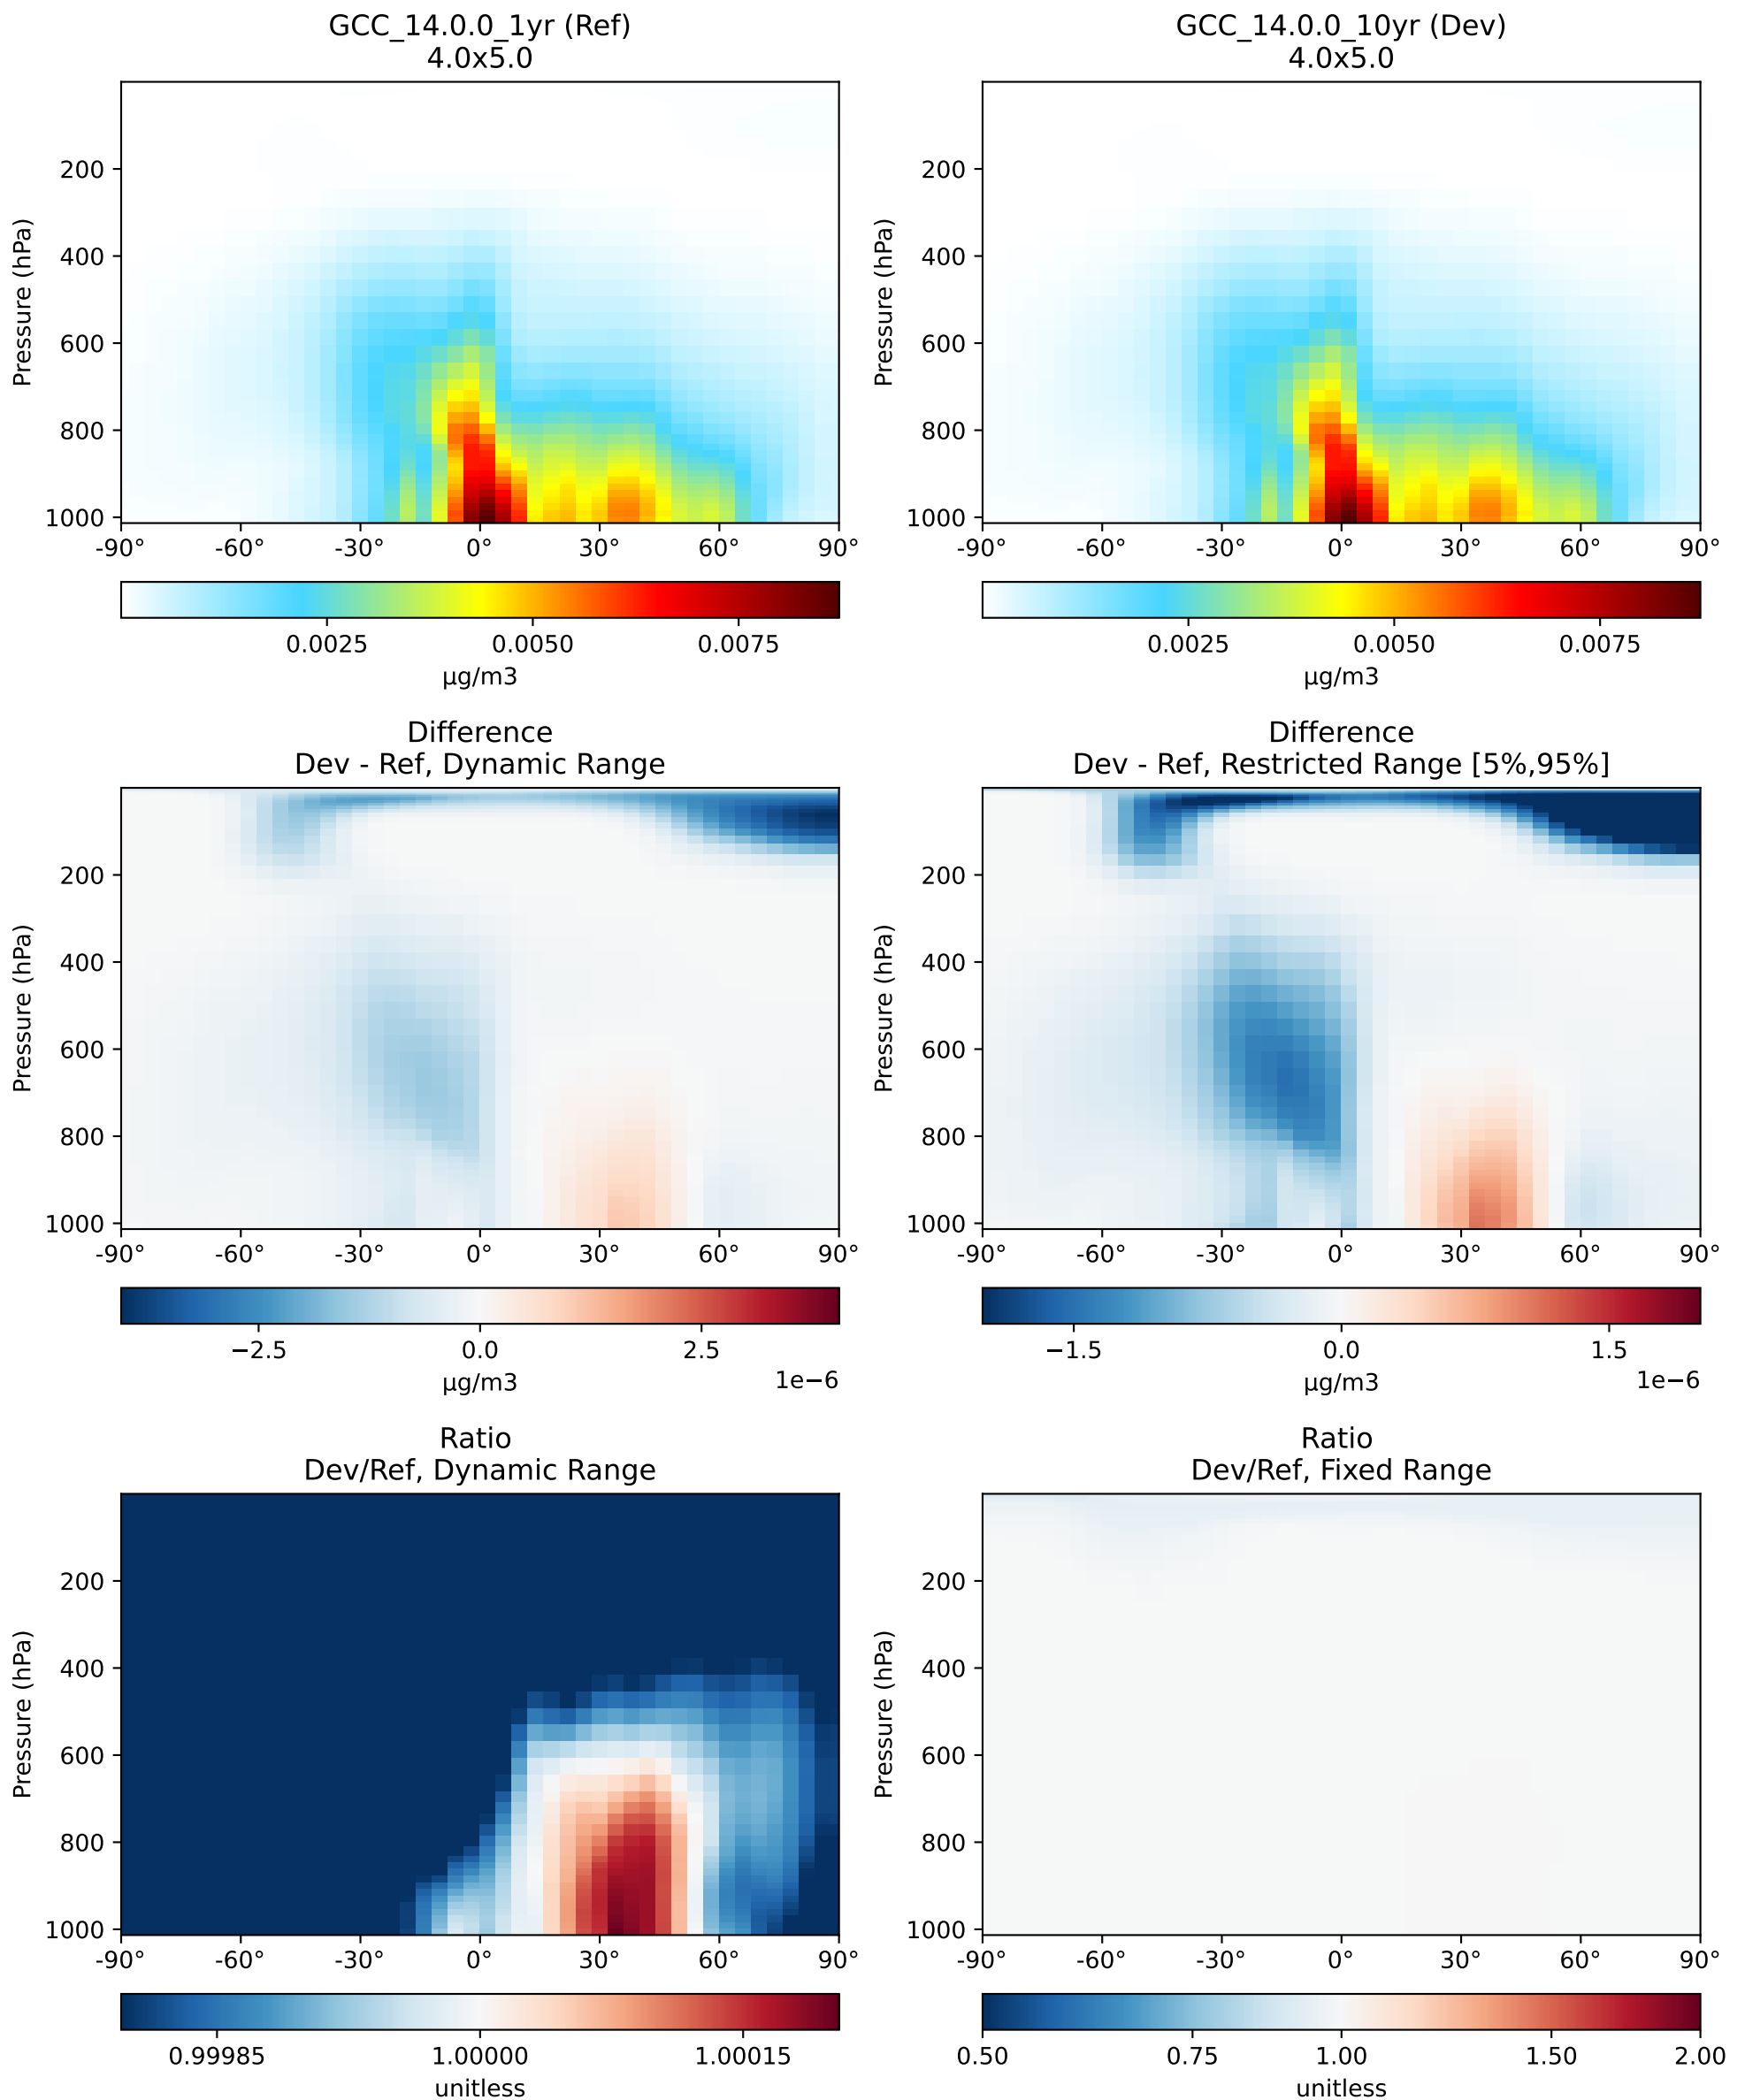 GCC_14.0.0_1yr (Ref)
4.0x5.0
GCC_14.0.0_10yr (Dev)
4.0x5.0
Pressure (hPa)
200
400
600
800
1000
-90° -60° -30° 0° 30° 60° 90°
0.0025 0.0050 0.0075
µg/m3
Pressure (hPa)
200
400
600
800
1000
-90° -60° -30° 0° 30° 60° 90°
0.0025 0.0050 0.0075
µg/m3
Difference
Dev - Ref, Dynamic Range
Pressure (hPa)
200
400
600
800
1000
-90° -60° -30° 0° 30° 60° 90°
−2.5 0.0 2.5
1e−6
µg/m3
Difference
Dev - Ref, Restricted Range [5%,95%]
Pressure (hPa)
200
400
600
800
1000
-90° -60° -30° 0° 30° 60° 90°
−1.5 0.0 1.5
1e−6
µg/m3
Ratio
Dev/Ref, Dynamic Range
Pressure (hPa)
200
400
600
800
1000
-90° -60° -30° 0° 30° 60° 90°
0.99985 1.00000 1.00015
unitless
Ratio
Dev/Ref, Fixed Range
Pressure (hPa)
200
400
600
800
1000
-90° -60° -30° 0° 30° 60° 90°
0.50 0.75 1.00 1.50 2.00
unitless